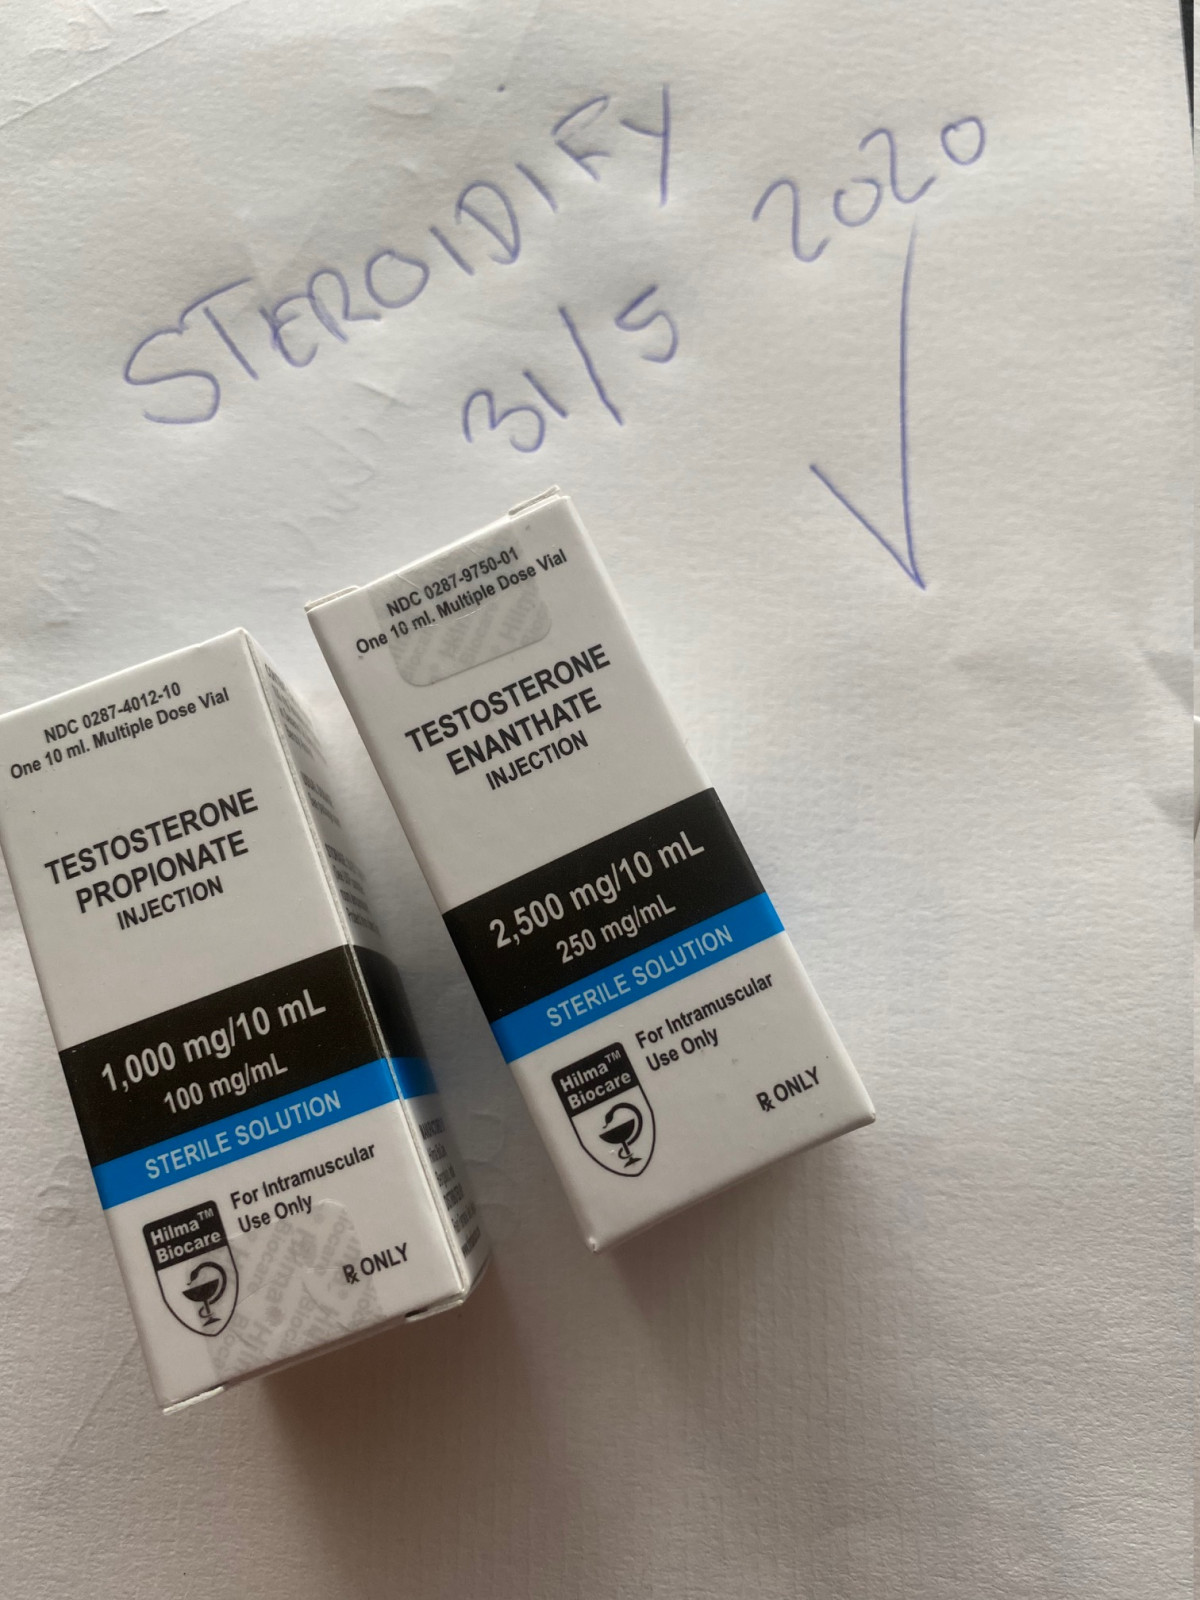 STEROIDIFY 2020
31/5
NDC 0287-4012-10
One 10 ml. Multiple Dose Vial
TESTOSTERONE
PROPIONATE
INJECTION
1,000 mg/10 mL
100 mg/mL
STERILE SOLUTION
Hilma™
Biocare
For Intramuscular
Use Only
℞ ONLY
NDC 0287-9750-01
One 10 ml. Multiple Dose Vial
TESTOSTERONE
ENANTHATE
INJECTION
2,500 mg/10 mL
250 mg/mL
STERILE SOLUTION
Hilma™
Biocare
For Intramuscular
Use Only
℞ ONLY